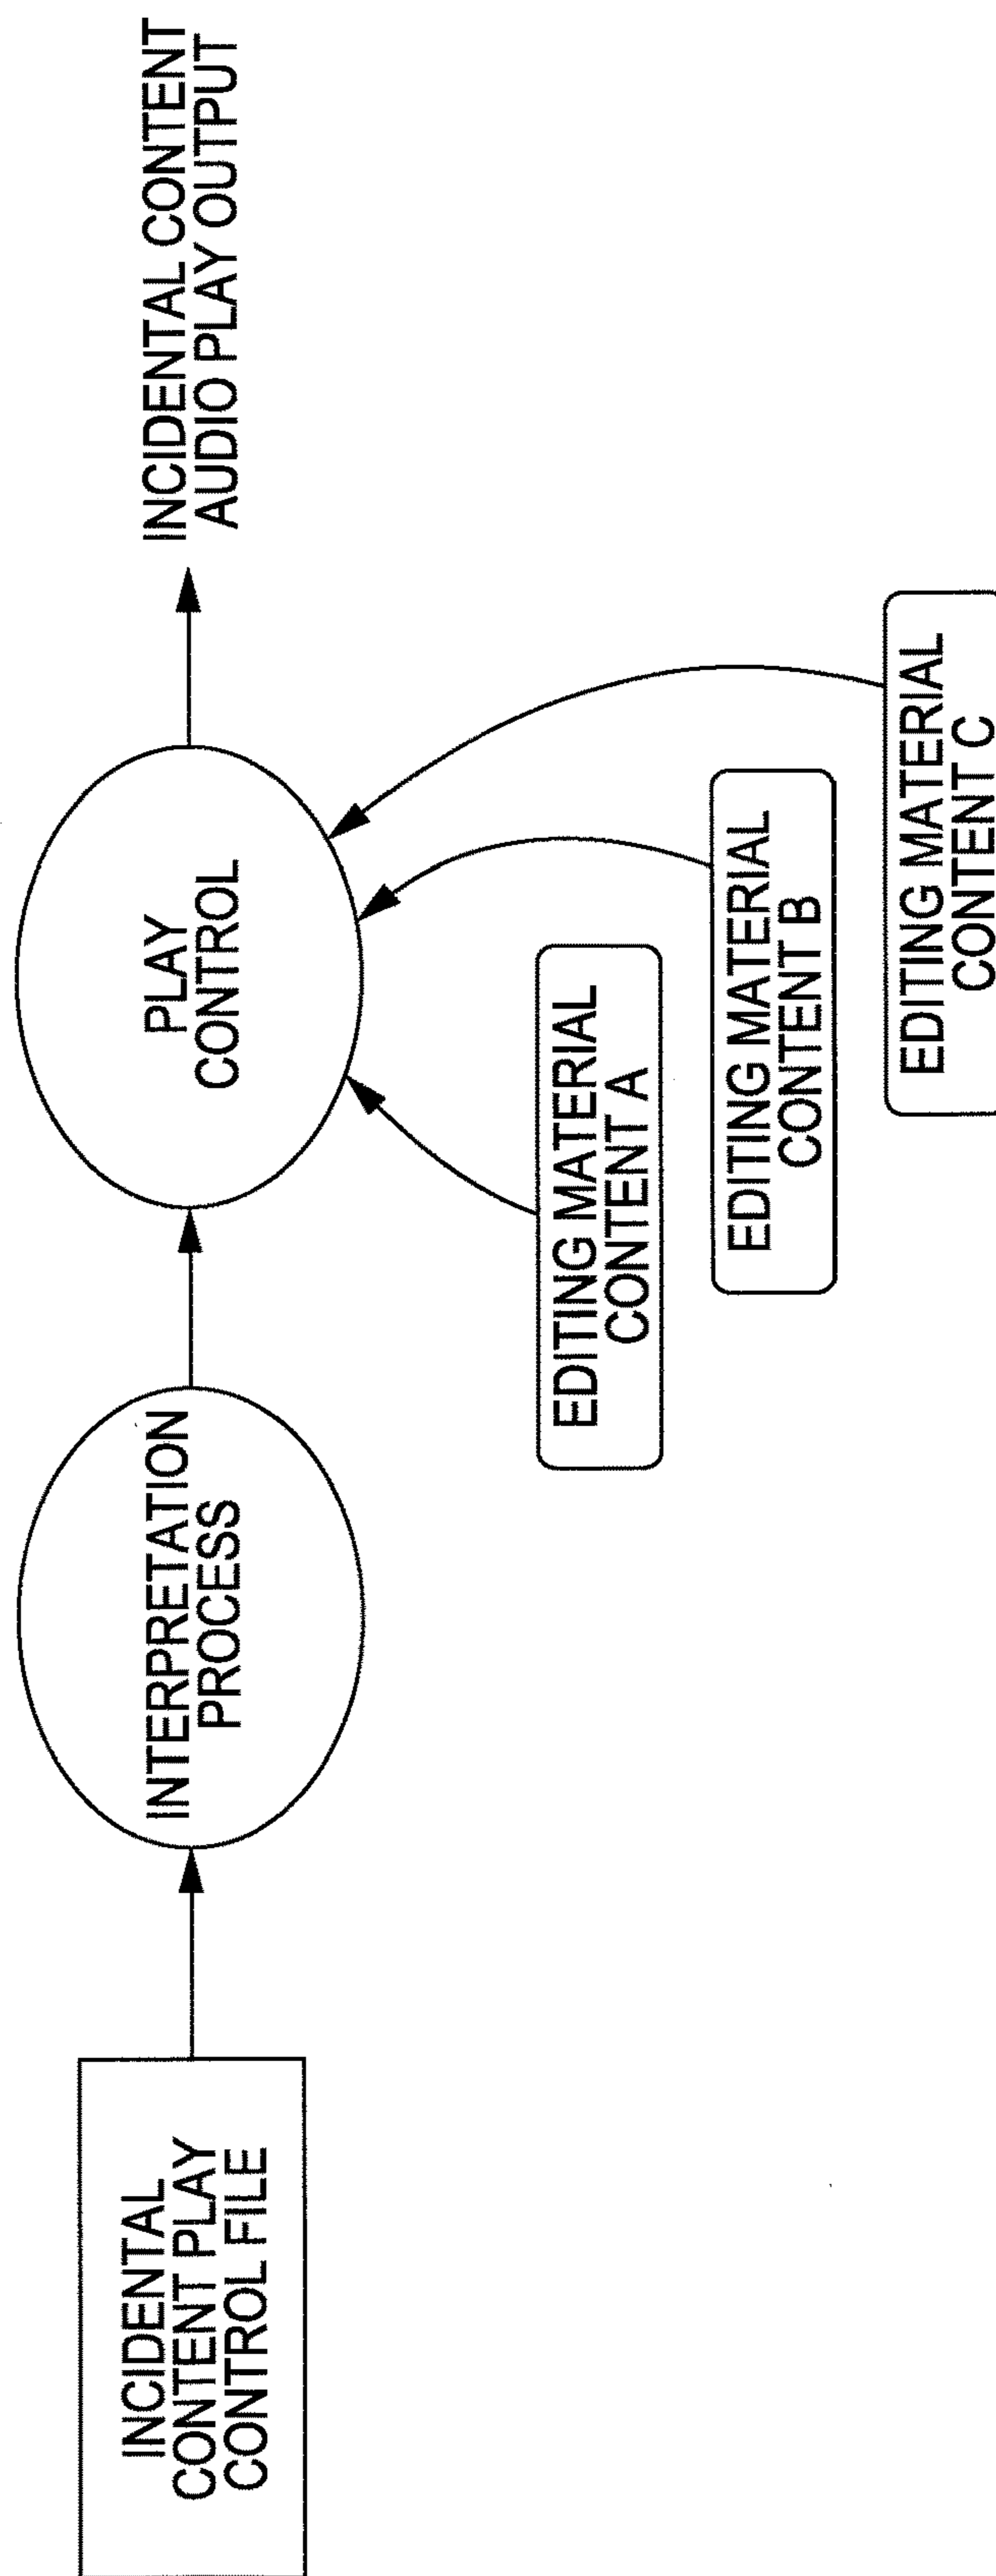 INCIDENTAL
CONTENT PLAY
CONTROL FILE
INTERPRETATION
PROCESS
PLAY
CONTROL
INCIDENTAL CONTENT
AUDIO PLAY OUTPUT
EDITING MATERIAL
CONTENT A
EDITING MATERIAL
CONTENT B
EDITING MATERIAL
CONTENT C